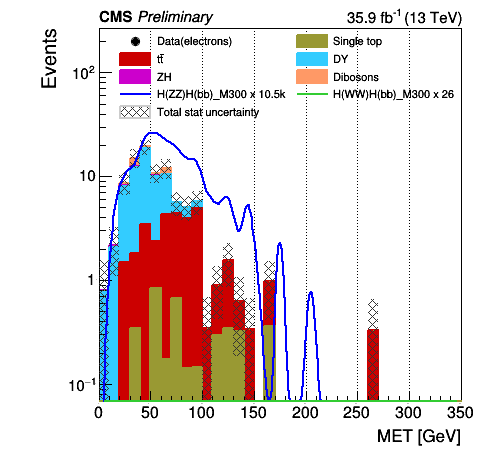 CMS Preliminary 35.9 fb⁻¹ (13 TeV)
Events
Data(electrons) Single top
tt̄ DY
ZH Dibosons
H(ZZ)H(bb)_M300 x 10.5k H(WW)H(bb)_M300 x 26
Total stat uncertainty
10²
10
1
10⁻¹
0 50 100 150 200 250 300 350
MET [GeV]